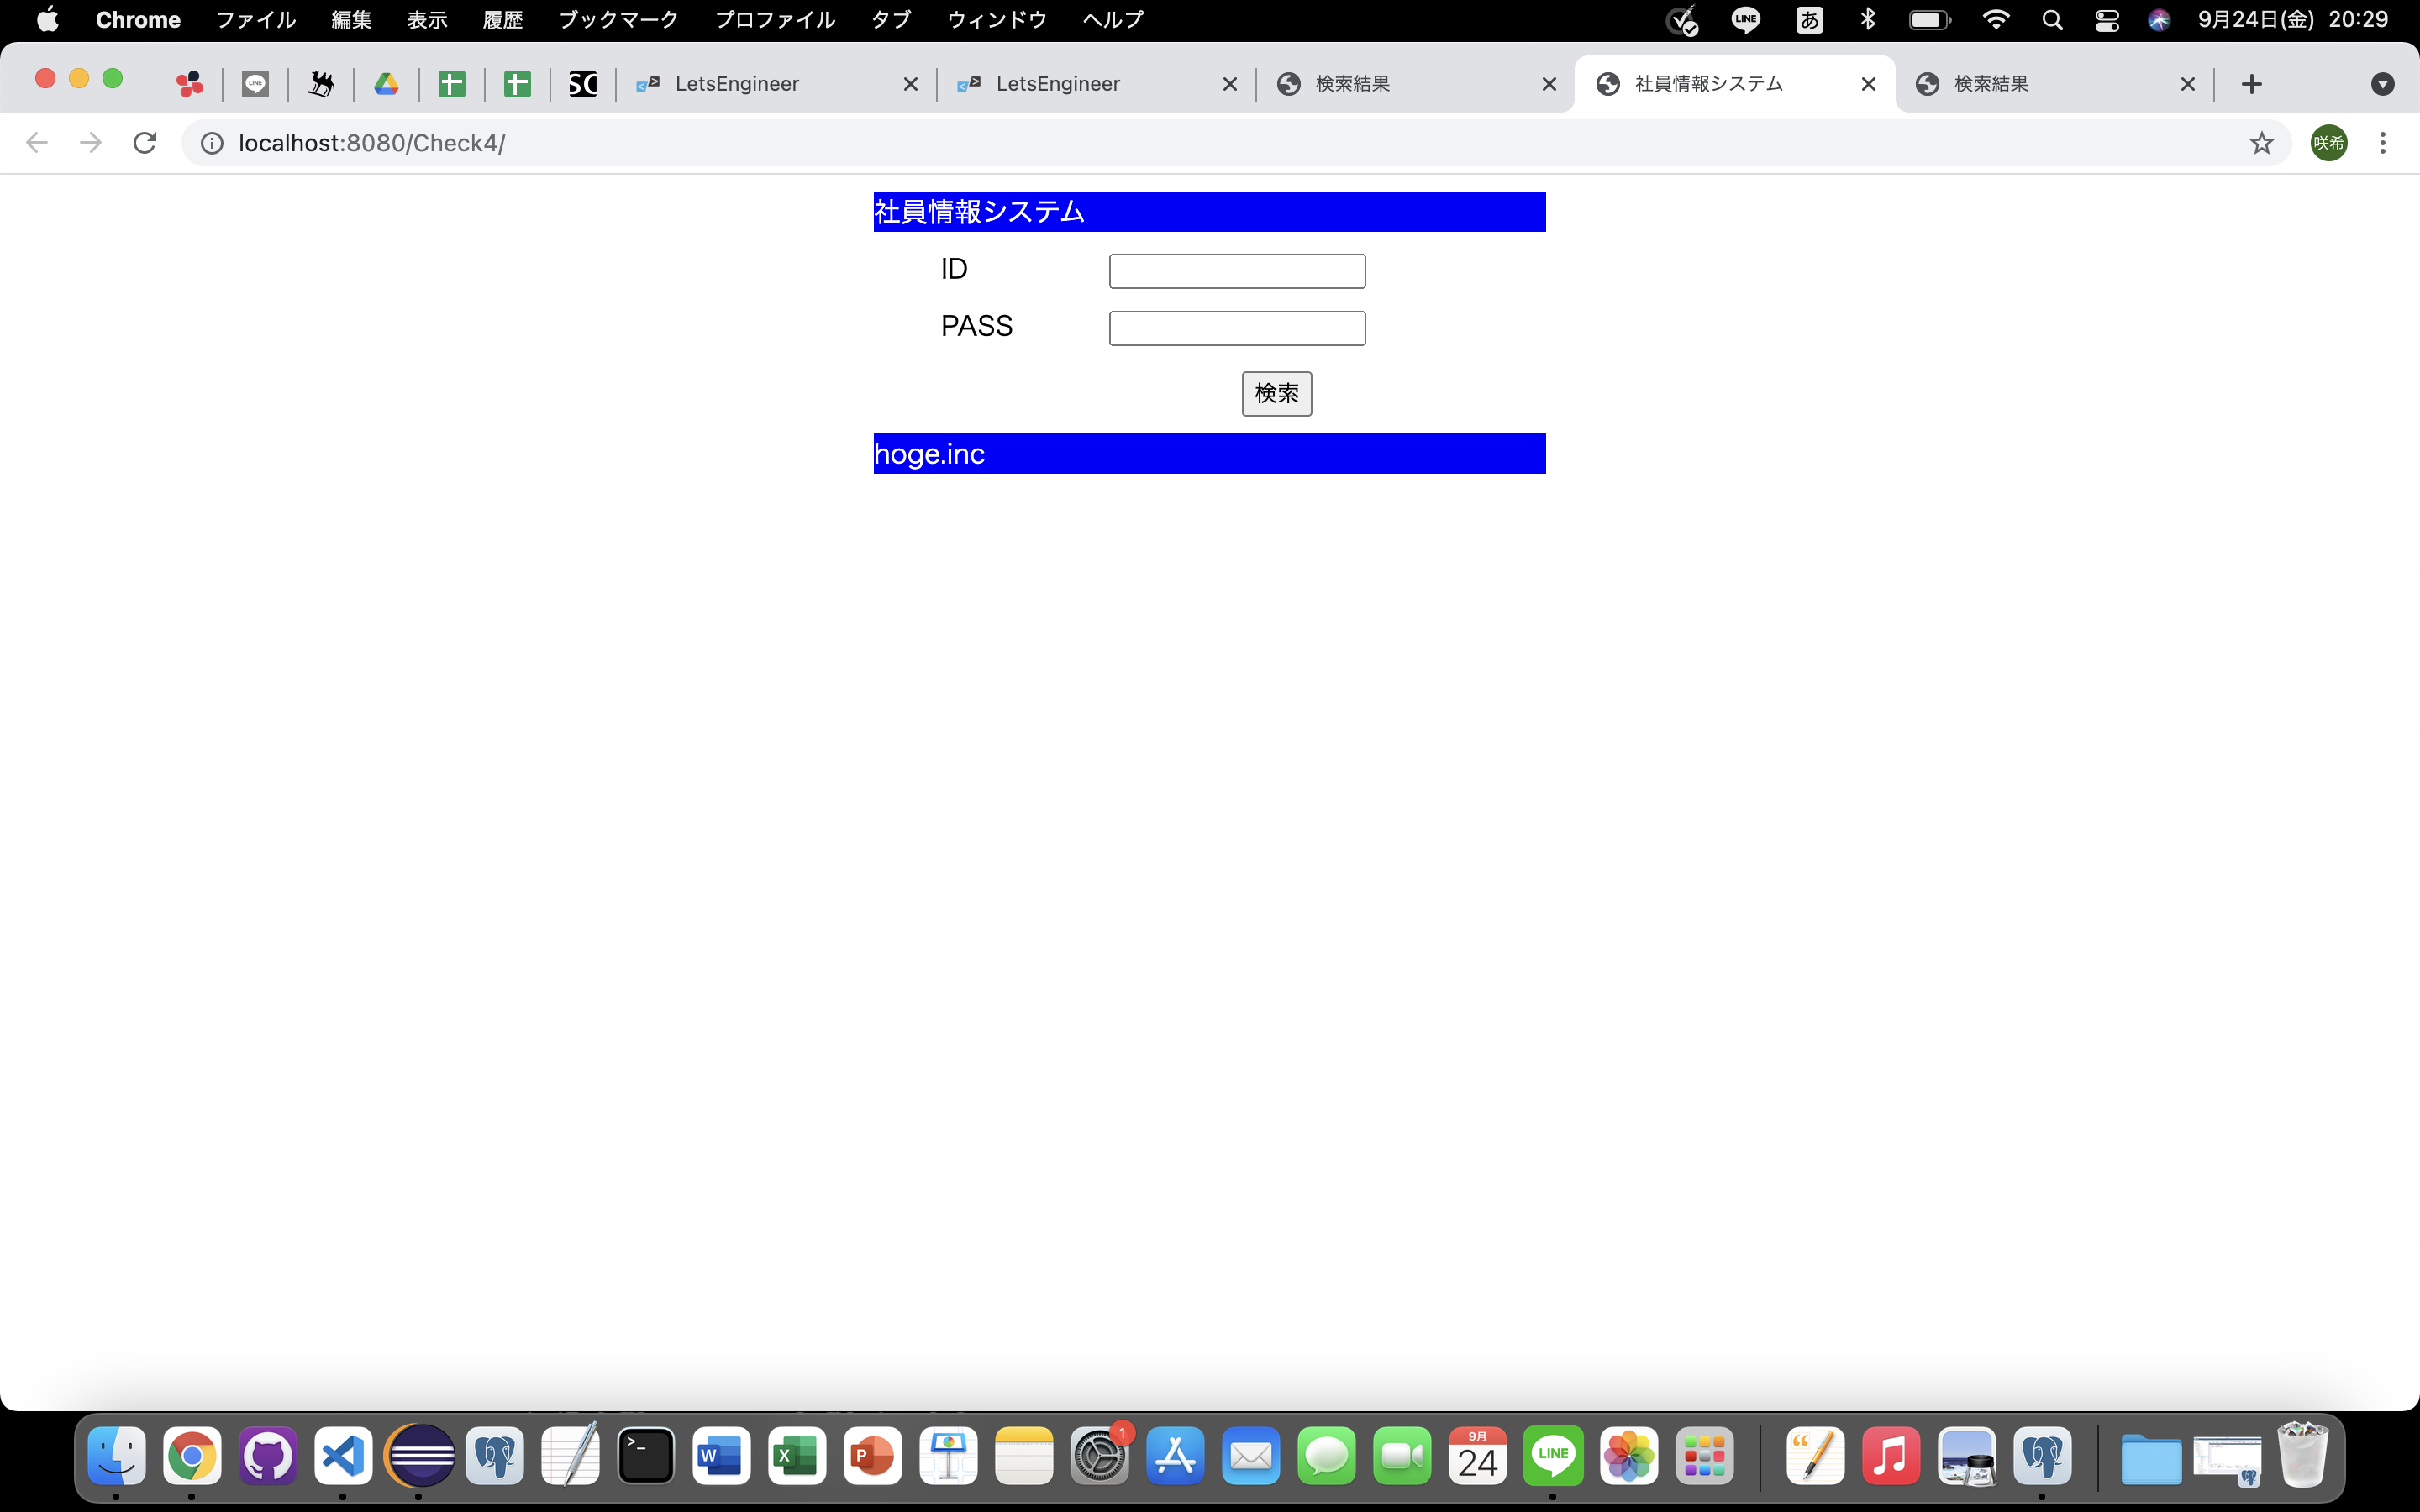 Chrome ファイル 編集 表示 履歴 ブックマーク プロファイル タブ ウィンドウ ヘルプ LINE あ 9月24日(金) 20:29
LINE SC LetsEngineer LetsEngineer 検索結果 社員情報システム 検索結果
localhost:8080/Check4/ 咲希
社員情報システム
ID
PASS
検索
hoge.inc
>_ W X P 1 9月 24 LINE